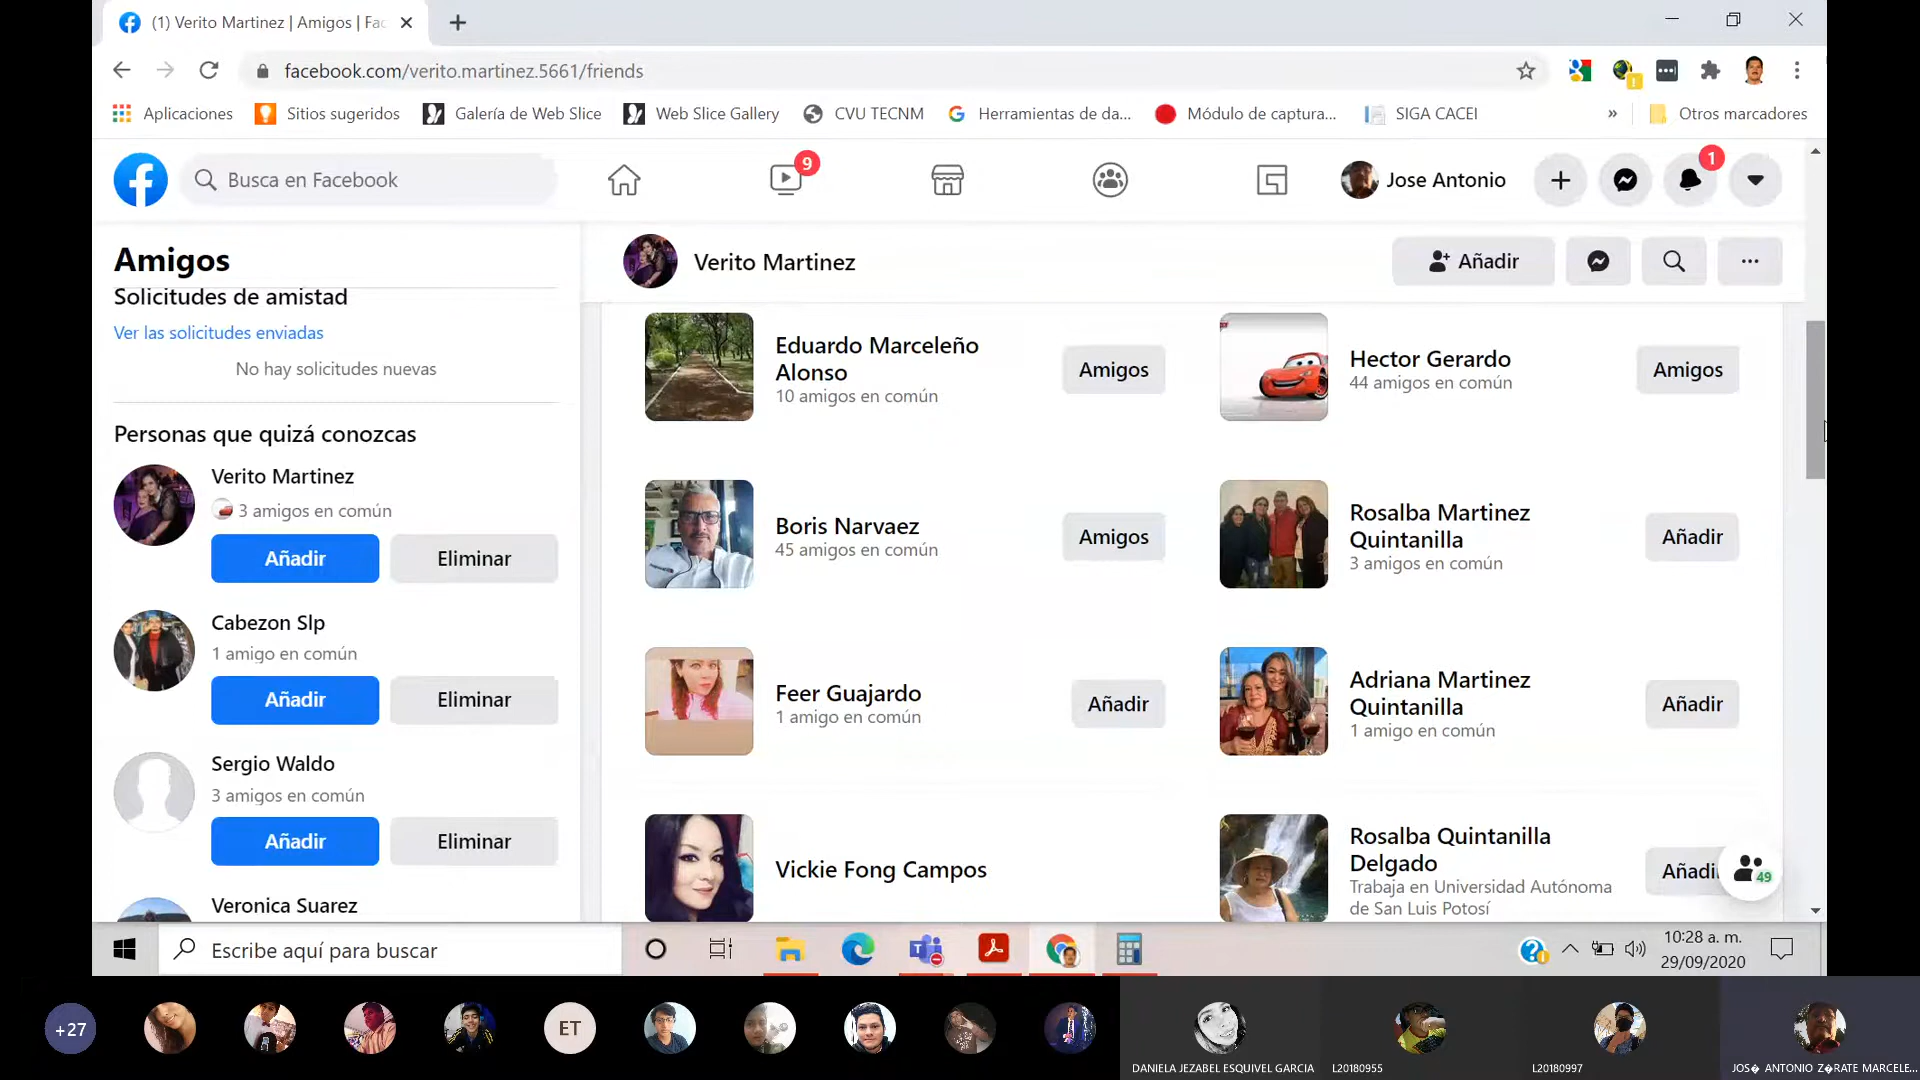 (1) Verito Martinez | Amigos | Fac
facebook.com/verito.martinez.5661/friends
Aplicaciones Sitios sugeridos Galería de Web Slice Web Slice Gallery CVU TECNM Herramientas de da... Módulo de captura... SIGA CACEI » Otros marcadores
Busca en Facebook 9 Jose Antonio 1
Amigos
Solicitudes de amistad
Ver las solicitudes enviadas
No hay solicitudes nuevas
Personas que quizá conozcas
Verito Martinez
3 amigos en común
Añadir Eliminar
Cabezon Slp
1 amigo en común
Añadir Eliminar
Sergio Waldo
3 amigos en común
Añadir Eliminar
Veronica Suarez
Verito Martinez Añadir
Eduardo Marceleño
Alonso
10 amigos en común
Amigos
Hector Gerardo
44 amigos en común
Amigos
Boris Narvaez
45 amigos en común
Amigos
Rosalba Martinez
Quintanilla
3 amigos en común
Añadir
Feer Guajardo
1 amigo en común
Añadir
Adriana Martinez
Quintanilla
1 amigo en común
Añadir
Vickie Fong Campos
Rosalba Quintanilla
Delgado
Trabaja en Universidad Autónoma
de San Luis Potosí
Añadi
49
Escribe aquí para buscar
10:28 a. m.
29/09/2020
+27
ET
DANIELA JEZABEL ESQUIVEL GARCIA
L20180955
L20180997
JOS� ANTONIO Z�RATE MARCELE...